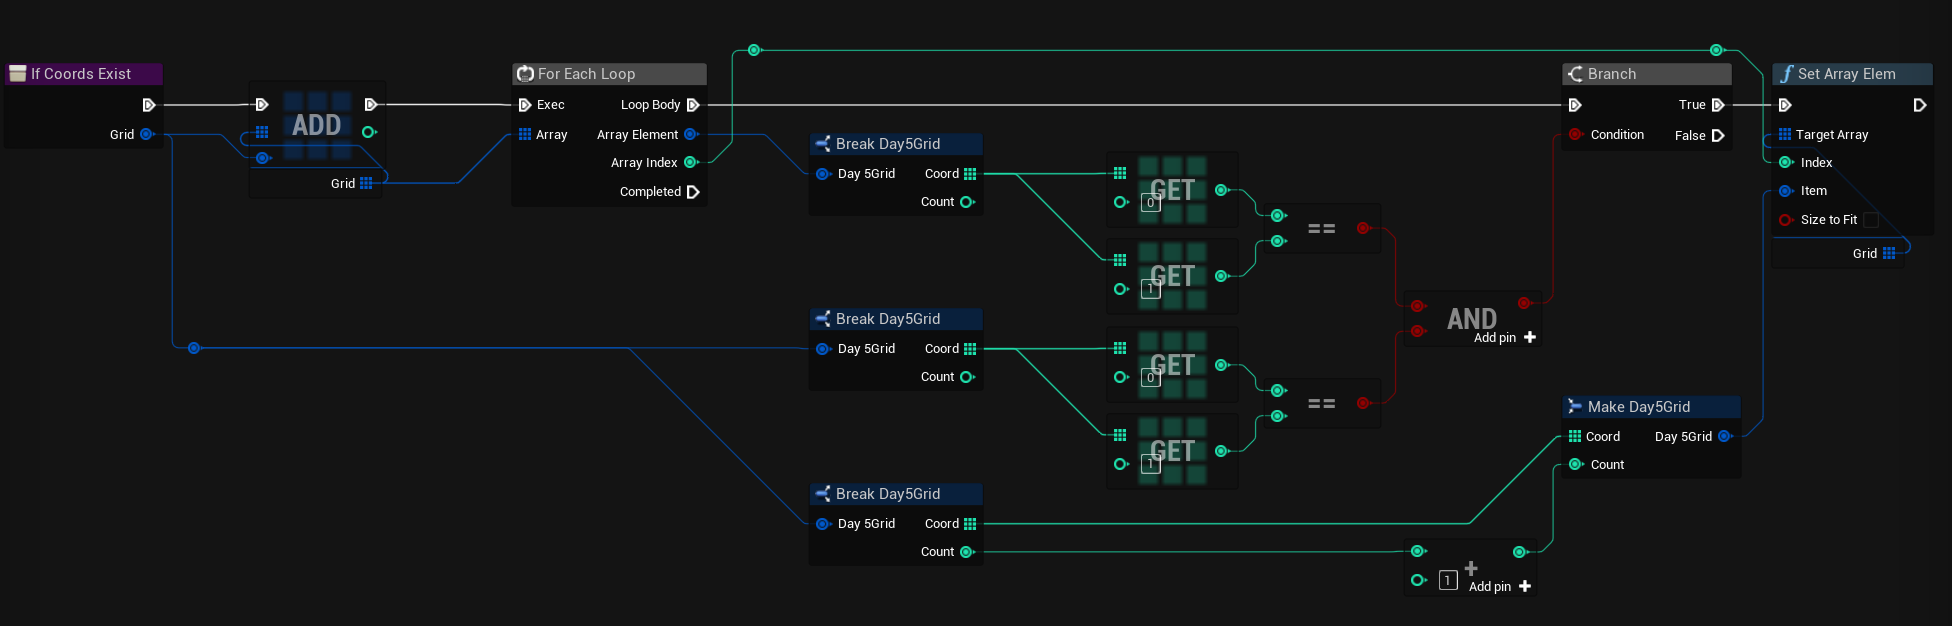 If Coords Exist
Grid
ADD
Grid
For Each Loop
Exec
Loop Body
Array
Array Element
Array Index
Completed
Break Day5Grid
Day 5Grid
Coord
Count
GET
0
GET
1
==
Break Day5Grid
Day 5Grid
Coord
Count
GET
0
GET
1
==
Break Day5Grid
Day 5Grid
Coord
Count
AND
Add pin
+
1
Add pin
Branch
True
Condition
False
Make Day5Grid
Coord
Day 5Grid
Count
f Set Array Elem
Target Array
Index
Item
Size to Fit
Grid